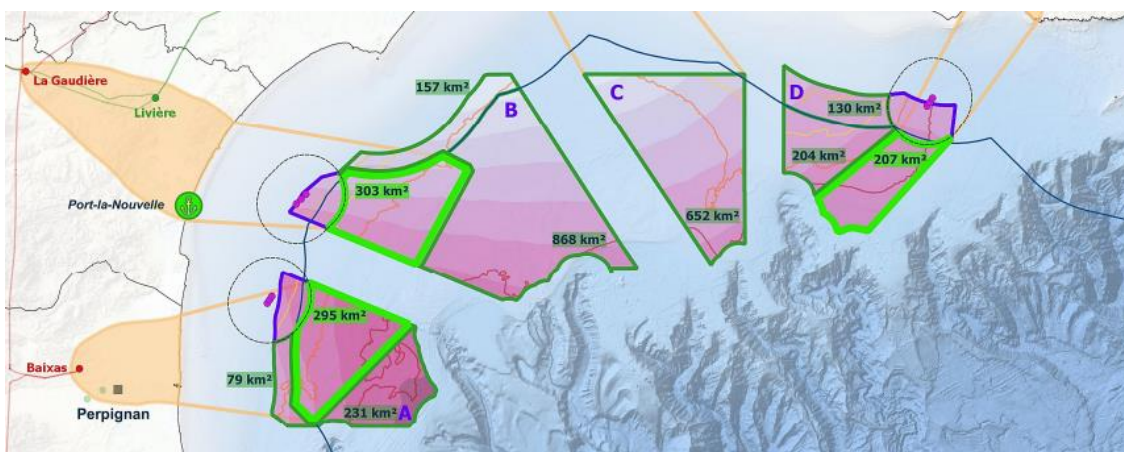 La Gaudière
Livière
157 km²
B
C
D
130 km²
204 km²
207 km²
303 km²
Port-la-Nouvelle
652 km²
868 km²
295 km²
Baixas
79 km²
Perpignan
231 km²
A